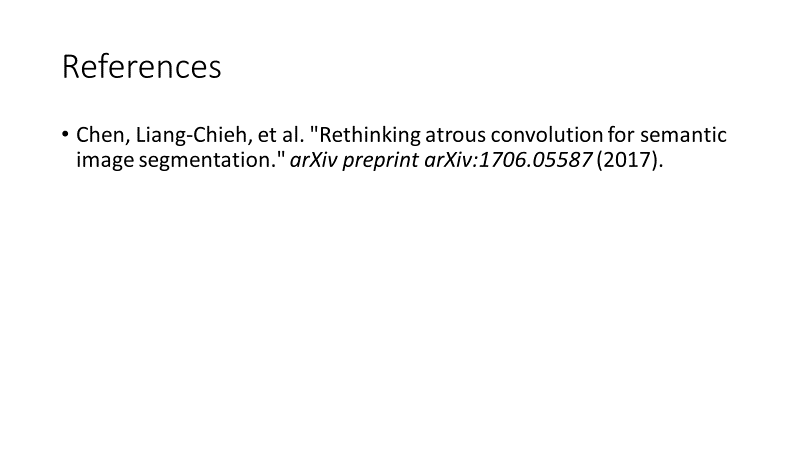 References
• Chen, Liang-Chieh, et al. "Rethinking atrous convolution for semantic
image segmentation." arXiv preprint arXiv:1706.05587 (2017).